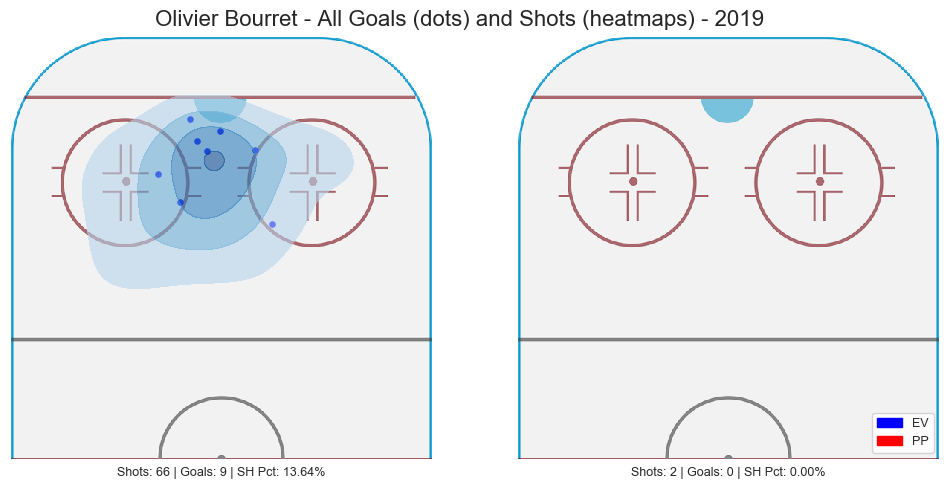 Olivier Bourret - All Goals (dots) and Shots (heatmaps) - 2019
EV
PP
Shots: 66 | Goals: 9 | SH Pct: 13.64%
Shots: 2 | Goals: 0 | SH Pct: 0.00%